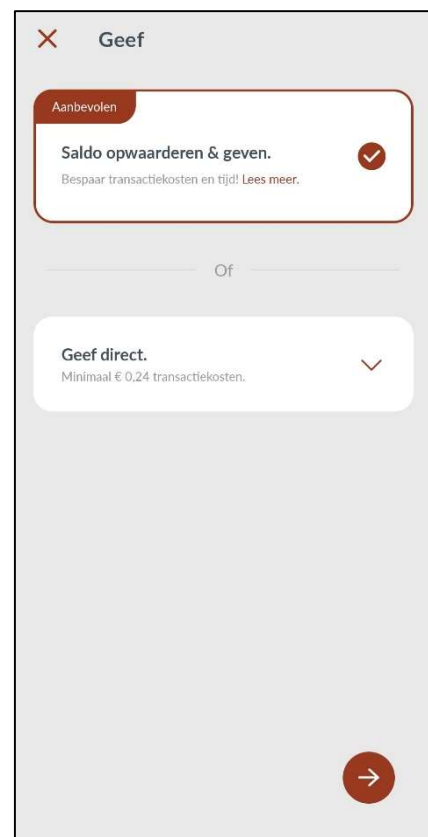 Geef
Aanbevolen
Saldo opwaarderen & geven.
Bespaar transactiekosten en tijd! Lees meer.
Of
Geef direct.
Minimaal € 0,24 transactiekosten.